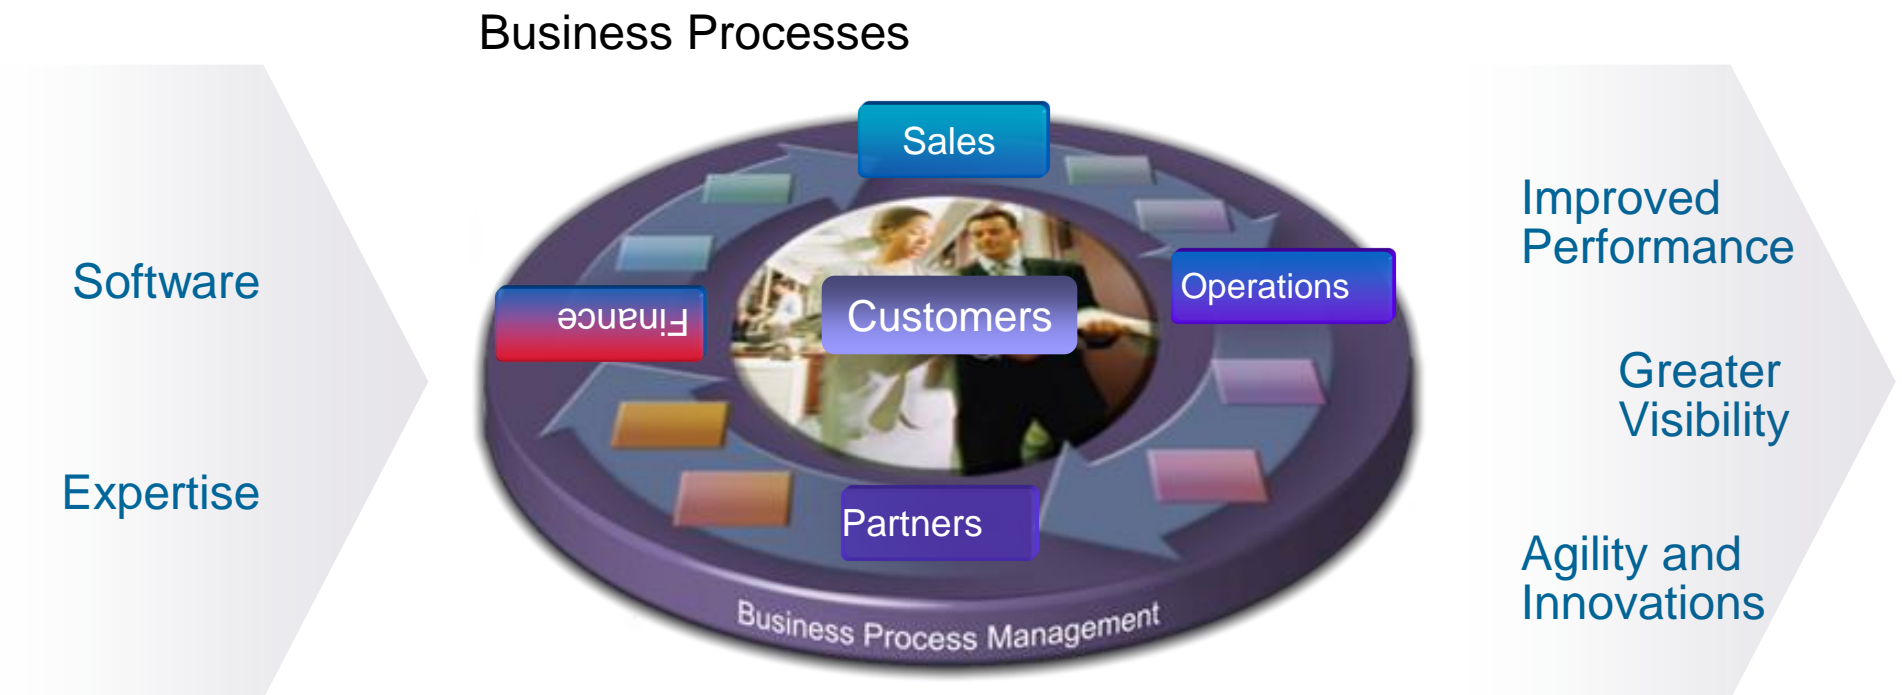 Business Processes
Software
Expertise
Sales
Operations
Finance
Customers
Partners
Business Process Management
Improved
Performance
Greater
Visibility
Agility and
Innovations